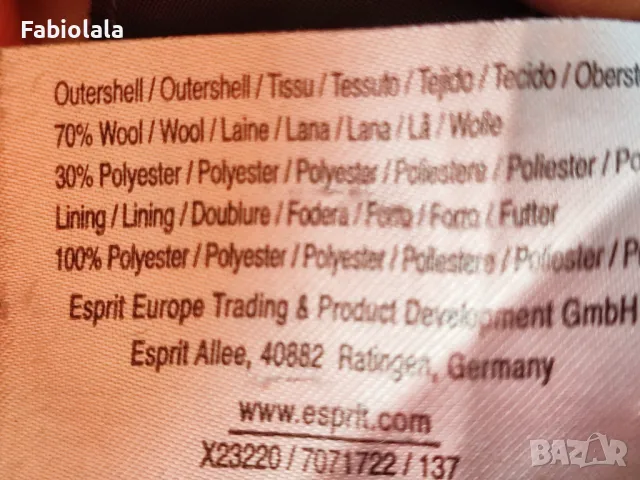 Fabiolala
Outershell / Outershell / Tissu / Tessuto / Tejido / Tecido / Oberst
70% Wool / Wool / Laine / Lana / Lana / Lã / Wolle
30% Polyester / Polyester / Polyester / Poliestere / Poliester / Po
Lining / Lining / Doublure / Fodera / Forro / Forro / Futter
100% Polyester / Polyester / Polyester / Poliestere / Poliester / P
Esprit Europe Trading & Product Development GmbH
Esprit Allee, 40882 Ratingen, Germany
www.esprit.com
X23220 / 7071722 / 137
BAZAR